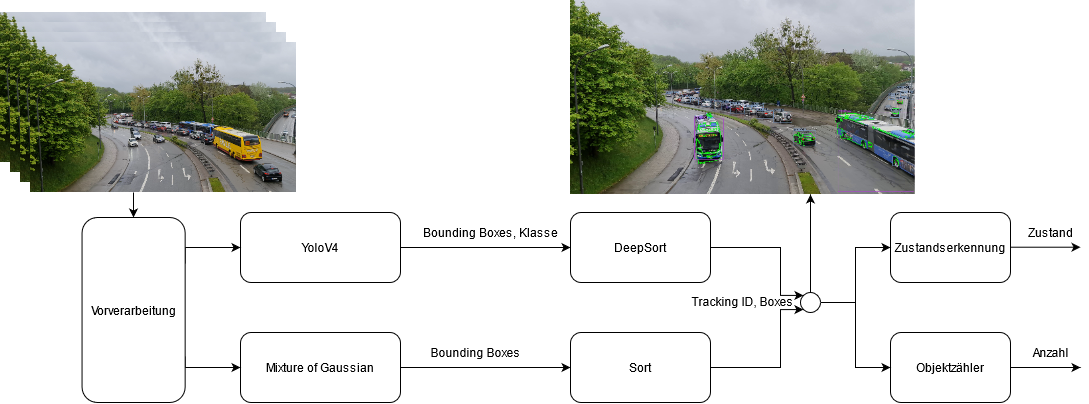 YoloV4
Bounding Boxes, Klasse
DeepSort
Zustandserkennung
Zustand
Vorverarbeitung
Tracking ID, Boxes
Mixture of Gaussian
Bounding Boxes
Sort
Objektzähler
Anzahl